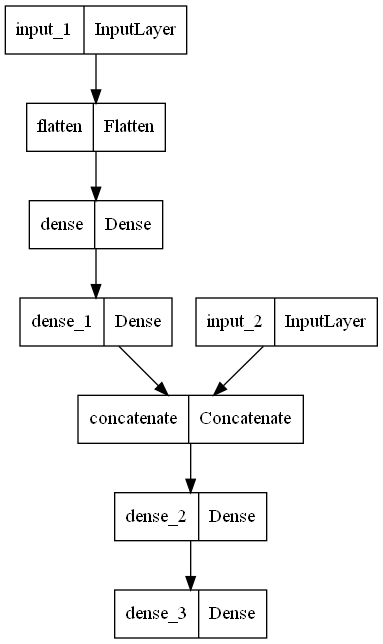 input_1 InputLayer
flatten Flatten
dense Dense
dense_1 Dense
input_2 InputLayer
concatenate Concatenate
dense_2 Dense
dense_3 Dense